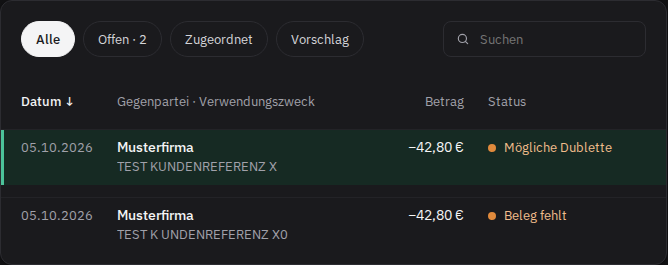 Alle Offen · 2 Zugeordnet Vorschlag Suchen
Datum ↓ Gegenpartei · Verwendungszweck Betrag Status
05.10.2026 Musterfirma −42,80 € Mögliche Dublette
TEST KUNDENREFERENZ X
05.10.2026 Musterfirma −42,80 € Beleg fehlt
TEST K UNDENREFERENZ X0